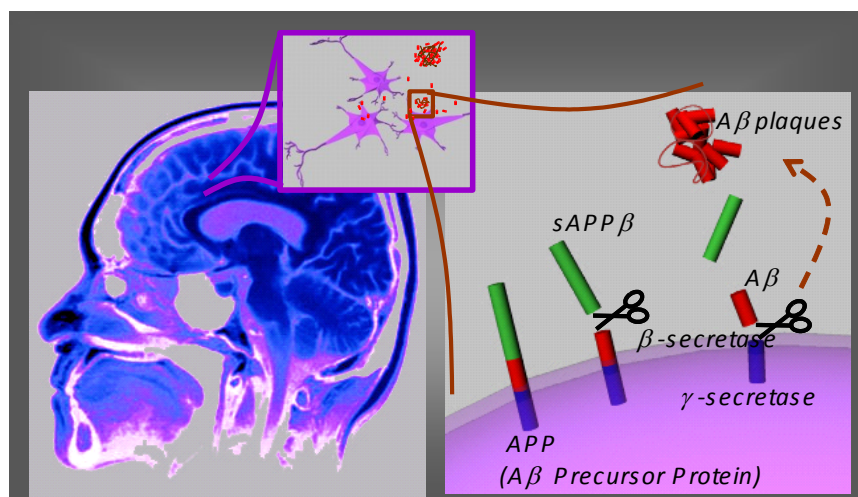 Aβ plaques
sAPPβ
Aβ
β-secretase
γ-secretase
APP
(Aβ Precursor Protein)